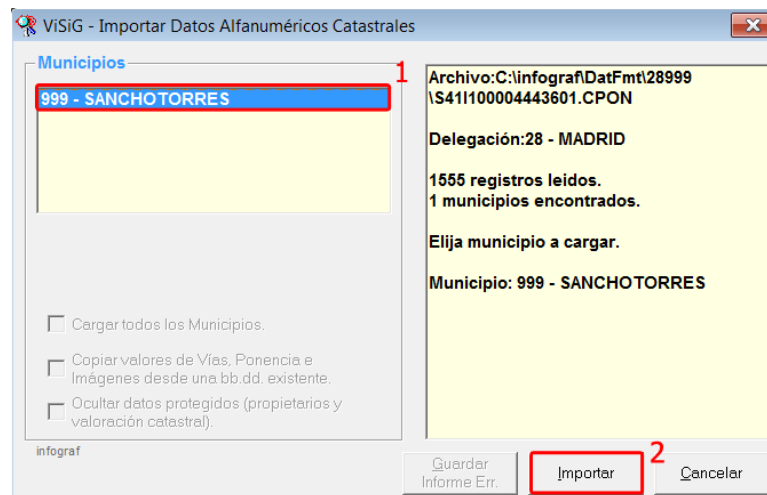 ViSiG - Importar Datos Alfanuméricos Catastrales
Municipios
1
999 - SANCHOTORRES
Archivo:C:\infograf\DatFmt\28999
\S41I100004443601.CPON
Delegación:28 - MADRID
1555 registros leidos.
1 municipios encontrados.
Elija municipio a cargar.
Municipio: 999 - SANCHOTORRES
Cargar todos los Municipios.
Copiar valores de Vías, Ponencia e
Imágenes desde una bb.dd. existente.
Ocultar datos protegidos (propietarios y
valoración catastral).
infograf
Guardar
Informe Err.
Importar
2
Cancelar